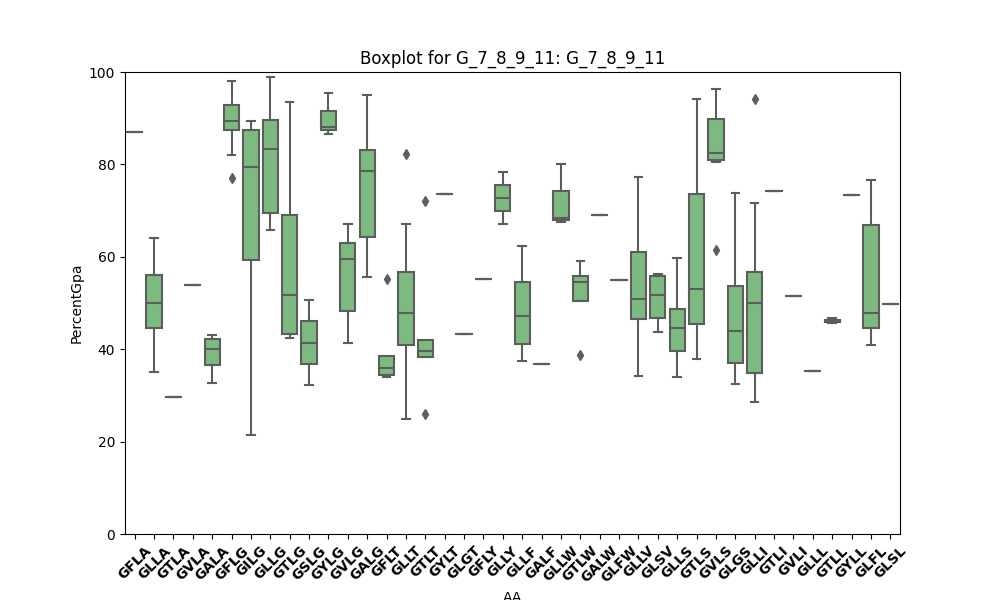 Boxplot for G_7_8_9_11: G_7_8_9_11
100
80
60
40
20
0
PercentGpa
GFLA GLLA GTLA GVLA GALA GFLG GILG GLLG GTLG GSLG GYLG GVLG GALG GFLT GLLT GTLT GYLT GLGT GFLY GLLY GLLF GALF GLLW GTLW GALW GLFW GLLV GLSV GLLS GTLS GVLS GLGS GLLI GTLI GVLI GLLL GTLL GYLL GLFL GLSL
AA